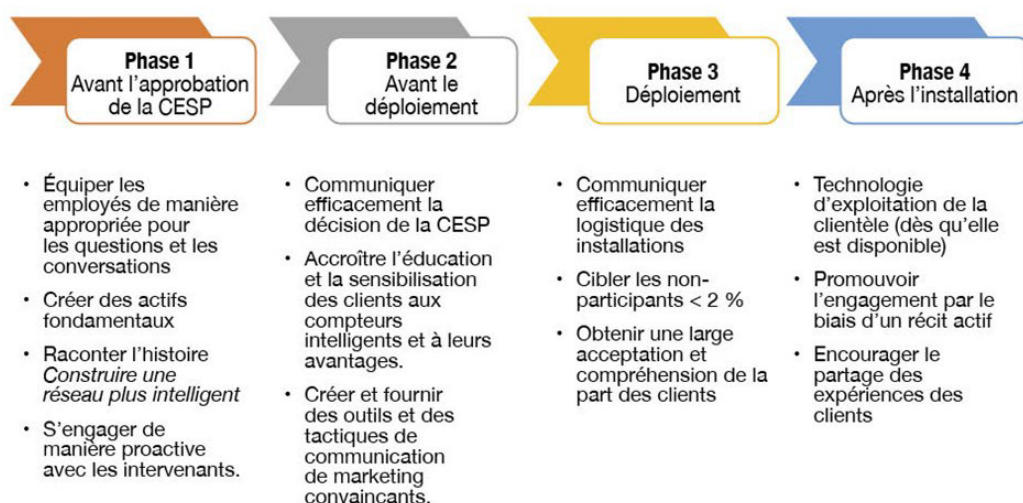 Phase 1
Avant l'approbation
de la CESP
Phase 2
Avant le
déploiement
Phase 3
Déploiement
Phase 4
Après l'installation
• Équiper les
employés de manière
appropriée pour
les questions et les
conversations
• Créer des actifs
fondamentaux
• Raconter l'histoire
Construire une
réseau plus intelligent
• S'engager de
manière proactive
avec les intervenants.
• Communiquer
efficacement la
décision de la CESP
• Accroître l'éducation
et la sensibilisation
des clients aux
compteurs
intelligents et à leurs
avantages.
• Créer et fournir
des outils et des
tactiques de
communication
de marketing
convaincants.
• Communiquer
efficacement la
logistique des
installations
• Cibler les non-
participants < 2 %
• Obtenir une large
acceptation et
compréhension de la
part des clients
• Technologie
d'exploitation de la
clientèle (dès qu'elle
est disponible)
• Promouvoir
l'engagement par le
biais d'un récit actif
• Encourager le
partage des
expériences des
clients